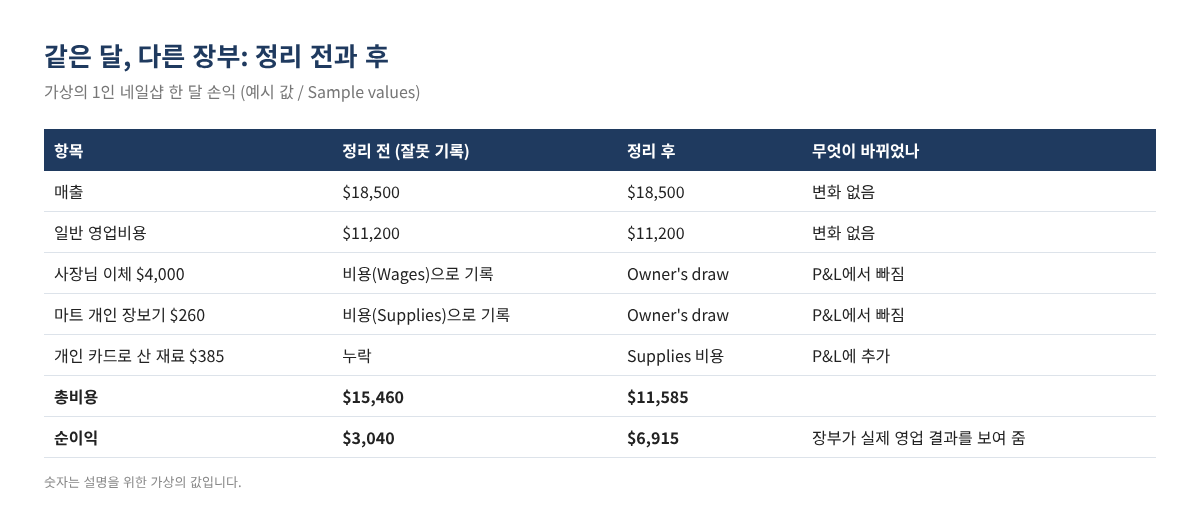 같은 달, 다른 장부: 정리 전과 후
가상의 1인 네일샵 한 달 손익 (예시 값 / Sample values)
항목 정리 전 (잘못 기록) 정리 후 무엇이 바뀌었나
매출 $18,500 $18,500 변화 없음
일반 영업비용 $11,200 $11,200 변화 없음
사장님 이체 $4,000 비용(Wages)으로 기록 Owner's draw P&L에서 빠짐
마트 개인 장보기 $260 비용(Supplies)으로 기록 Owner's draw P&L에서 빠짐
개인 카드로 산 재료 $385 누락 Supplies 비용 P&L에 추가
총비용 $15,460 $11,585
순이익 $3,040 $6,915 장부가 실제 영업 결과를 보여 줌
숫자는 설명을 위한 가상의 값입니다.